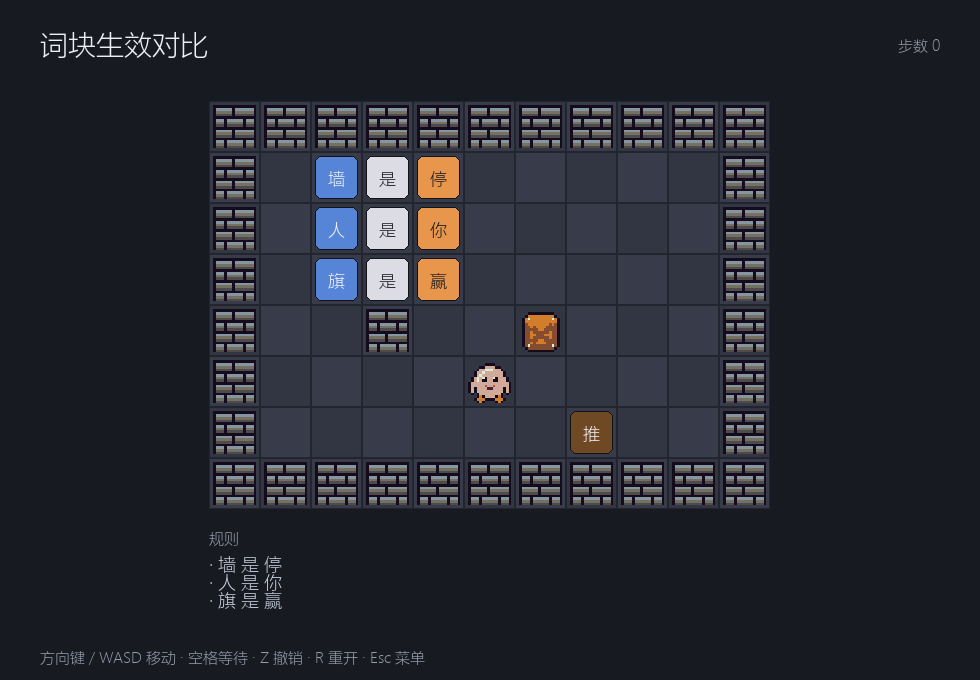 词块生效对比
步数 0
墙 是 停
人 是 你
旗 是 赢
推
规则
· 墙 是 停
· 人 是 你
· 旗 是 赢
方向键 / WASD 移动 · 空格等待 · Z 撤销 · R 重开 · Esc 菜单